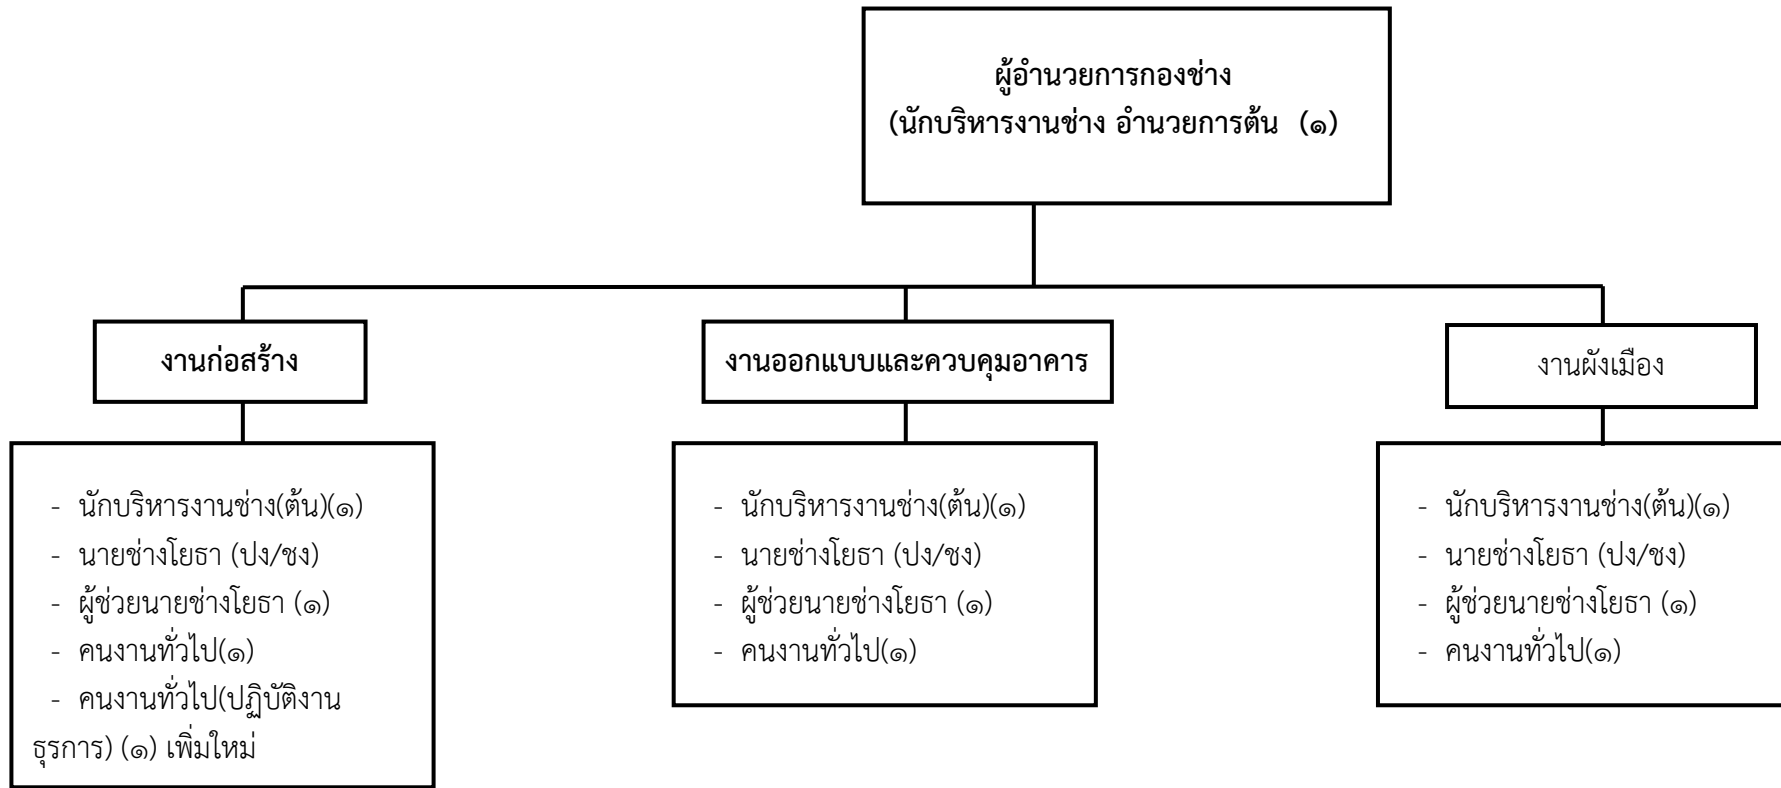 ผู้อำนวยการกองช่าง
(นักบริหารงานช่าง อำนวยการต้น (๑)
งานก่อสร้าง
งานออกแบบและควบคุมอาคาร
งานผังเมือง
- นักบริหารงานช่าง(ต้น)(๑)
- นายช่างโยธา (ปง/ชง)
- ผู้ช่วยนายช่างโยธา (๑)
- คนงานทั่วไป(๑)
- คนงานทั่วไป(ปฏิบัติงาน
ธุรการ) (๑) เพิ่มใหม่
- นักบริหารงานช่าง(ต้น)(๑)
- นายช่างโยธา (ปง/ชง)
- ผู้ช่วยนายช่างโยธา (๑)
- คนงานทั่วไป(๑)
- นักบริหารงานช่าง(ต้น)(๑)
- นายช่างโยธา (ปง/ชง)
- ผู้ช่วยนายช่างโยธา (๑)
- คนงานทั่วไป(๑)